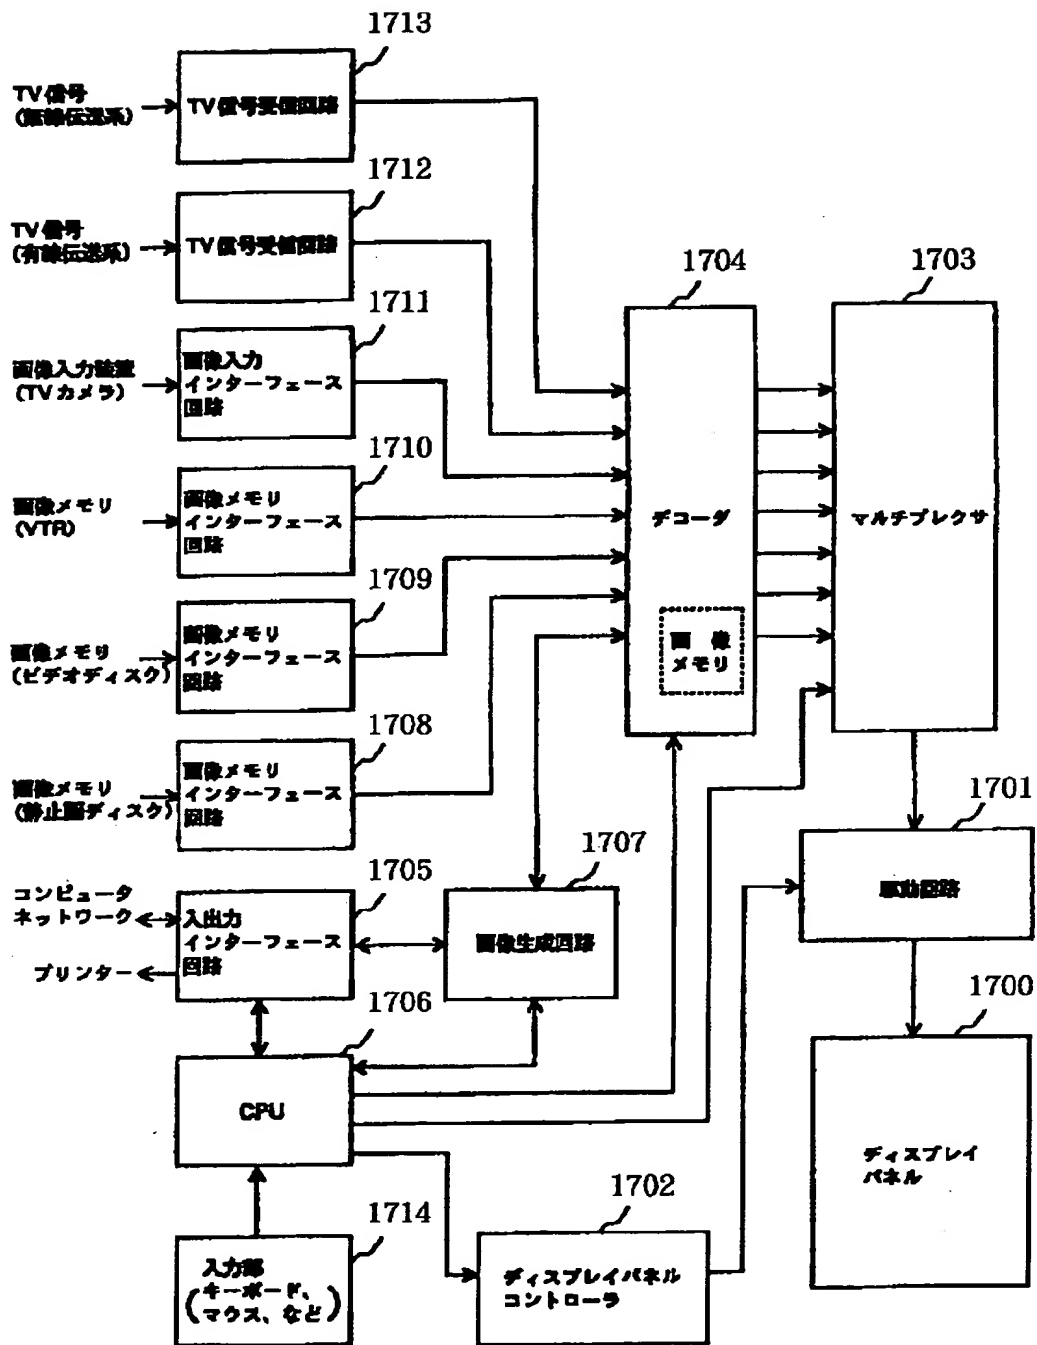 1713
TV信号
(無線伝送系)
TV信号受信回路
1712
TV信号
(有線伝送系)
TV信号受信回路
1711
画像入力装置
(TVカメラ)
画像入力
インターフェース
回路
1710
画像メモリ
(VTR)
画像メモリ
インターフェース
回路
1709
画像メモリ
(ビデオディスク)
画像メモリ
インターフェース
回路
1708
画像メモリ
(静止画ディスク)
画像メモリ
インターフェース
回路
1705
コンピュータ
ネットワーク
プリンター
入出力
インターフェース
回路
1707
画像生成回路
1706
CPU
1714
入力部
(キーボード、
マウス、など)
1704
デコーダ
画像
メモリ
1703
マルチプレクサ
1701
駆動回路
1700
ディスプレイ
パネル
1702
ディスプレイパネル
コントローラ